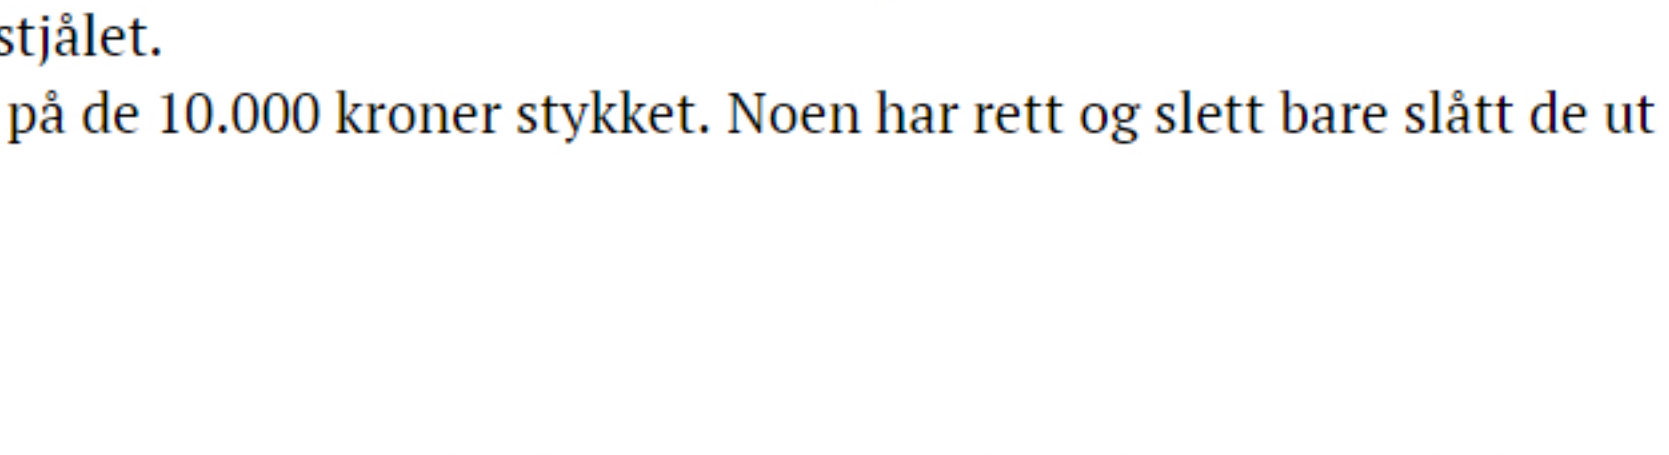 stjålet.
på de 10.000 kroner stykket. Noen har rett og slett bare slått de ut